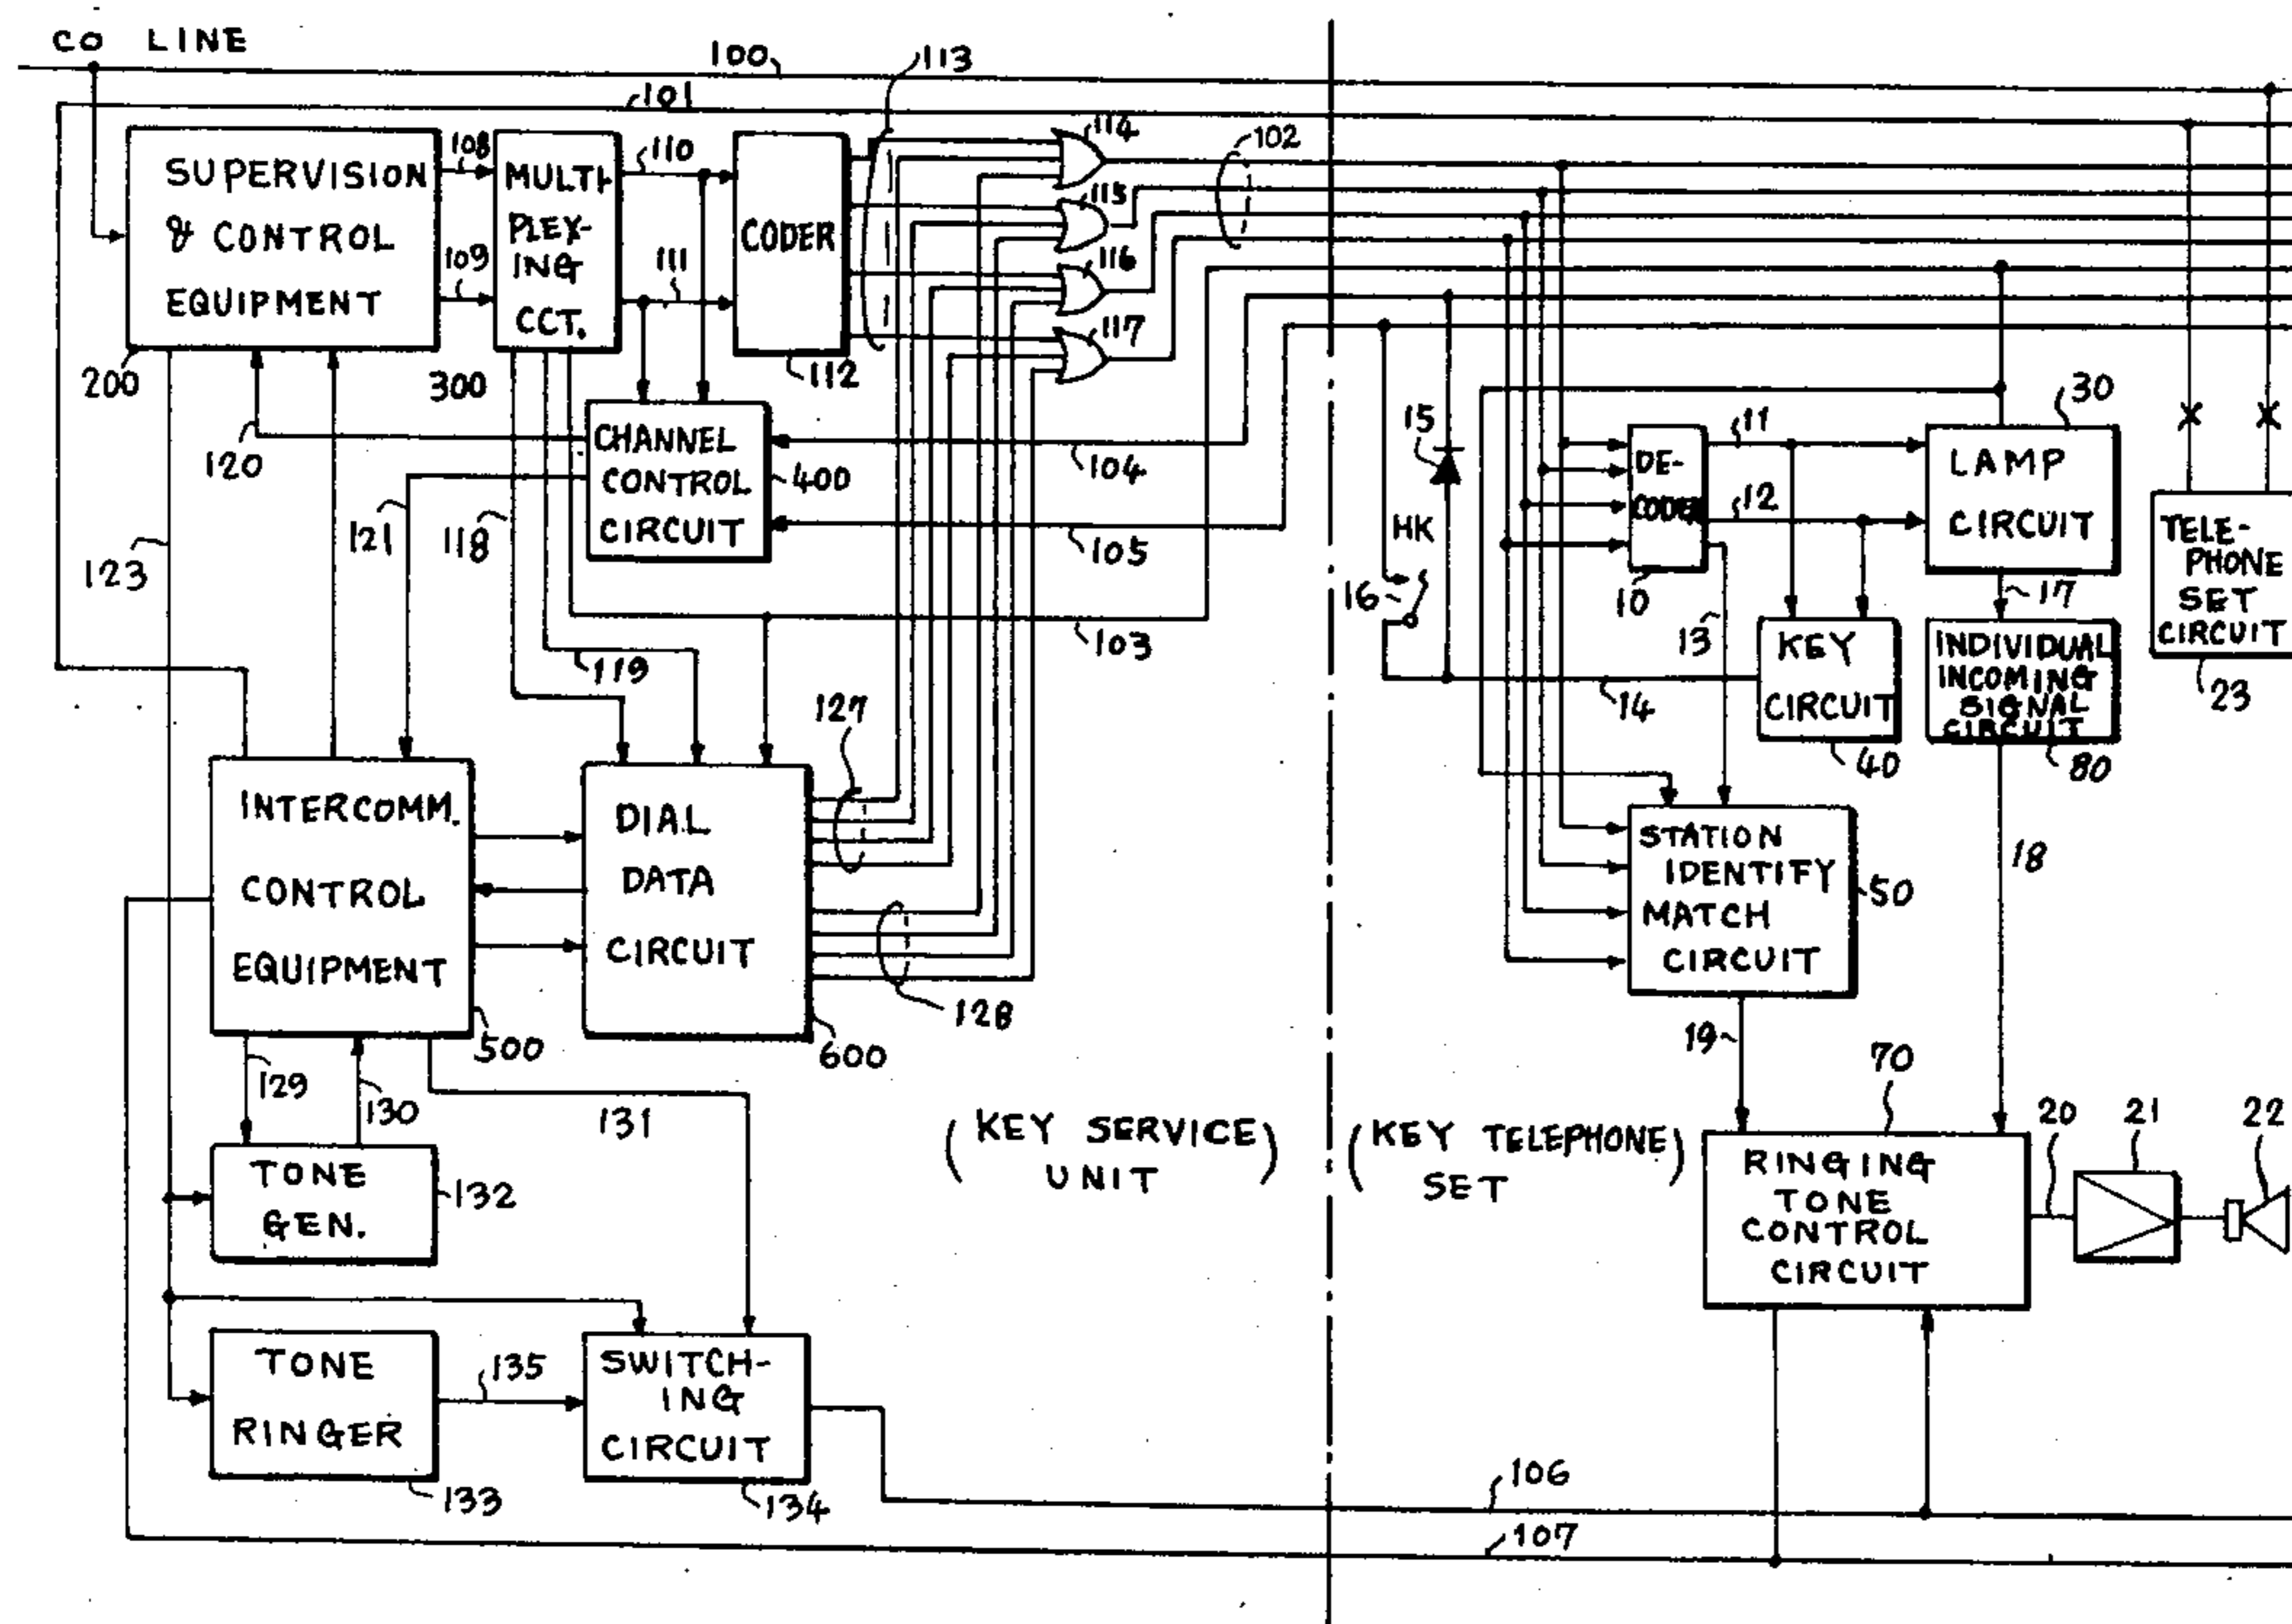 CO LINE
100
113
101
114
102
SUPERVISION
& CONTROL
EQUIPMENT
108
109
MULTI
PLEX-
ING
CCT.
110
111
CODER
115
116
117
200
300
112
120
123
121
118
CHANNEL
CONTROL
CIRCUIT
400
104
105
103
119
127
128
15
HK
16
DE-
CODER
10
11
12
13
14
30
LAMP
CIRCUIT
17
KEY
CIRCUIT
40
INDIVIDUAL
INCOMING
SIGNAL
CIRCUIT
80
TELE-
PHONE
SET
CIRCUIT
23
INTERCOMM.
CONTROL
EQUIPMENT
500
DIAL
DATA
CIRCUIT
600
STATION
IDENTIFY
MATCH
CIRCUIT
50
18
19
129
130
131
TONE
GEN.
132
(KEY SERVICE)
UNIT
(KEY TELEPHONE)
SET
70
RINGING
TONE
CONTROL
CIRCUIT
20
21
22
TONE
RINGER
133
135
SWITCH-
ING
CIRCUIT
134
106
107